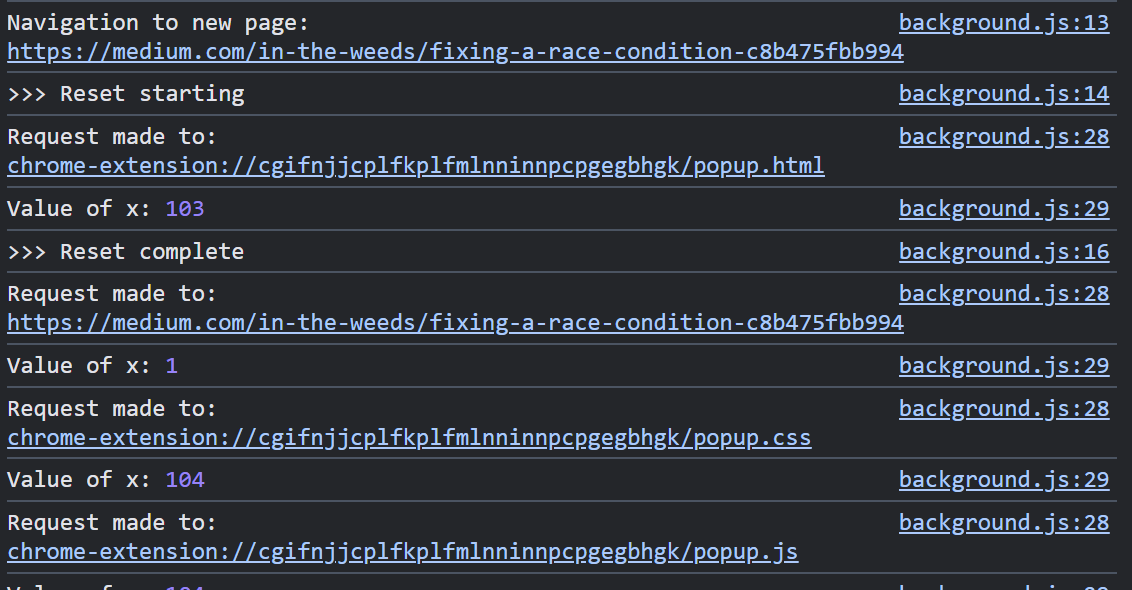 Navigation to new page: background.js:13
https://medium.com/in-the-weeds/fixing-a-race-condition-c8b475fbb994
>>> Reset starting background.js:14
Request made to: background.js:28
chrome-extension://cgifnjjcplfkplfmlnninnpcpgegbhgk/popup.html
Value of x: 103 background.js:29
>>> Reset complete background.js:16
Request made to: background.js:28
https://medium.com/in-the-weeds/fixing-a-race-condition-c8b475fbb994
Value of x: 1 background.js:29
Request made to: background.js:28
chrome-extension://cgifnjjcplfkplfmlnninnpcpgegbhgk/popup.css
Value of x: 104 background.js:29
Request made to: background.js:28
chrome-extension://cgifnjjcplfkplfmlnninnpcpgegbhgk/popup.js